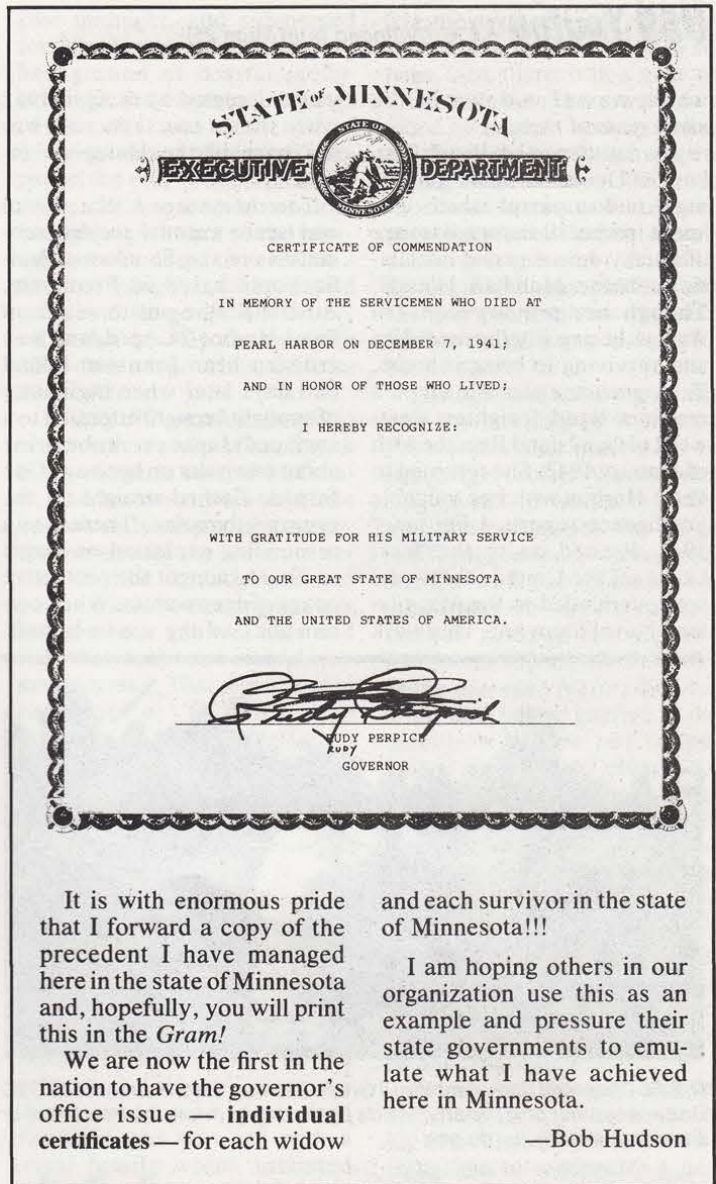 STATE of MINNESOTA
EXECUTIVE DEPARTMENT
STATE OF
MINNESOTA
CERTIFICATE OF COMMENDATION
IN MEMORY OF THE SERVICEMEN WHO DIED AT
PEARL HARBOR ON DECEMBER 7, 1941;
AND IN HONOR OF THOSE WHO LIVED;
I HEREBY RECOGNIZE:
WITH GRATITUDE FOR HIS MILITARY SERVICE
TO OUR GREAT STATE OF MINNESOTA
AND THE UNITED STATES OF AMERICA.
Rudy Perpich
RUDY PERPICH
RUDY
GOVERNOR
It is with enormous pride
that I forward a copy of the
precedent I have managed
here in the state of Minnesota
and, hopefully, you will print
this in the Gram!
We are now the first in the
nation to have the governor's
office issue — individual
certificates — for each widow
and each survivor in the state
of Minnesota!!!
I am hoping others in our
organization use this as an
example and pressure their
state governments to emu-
late what I have achieved
here in Minnesota.
—Bob Hudson